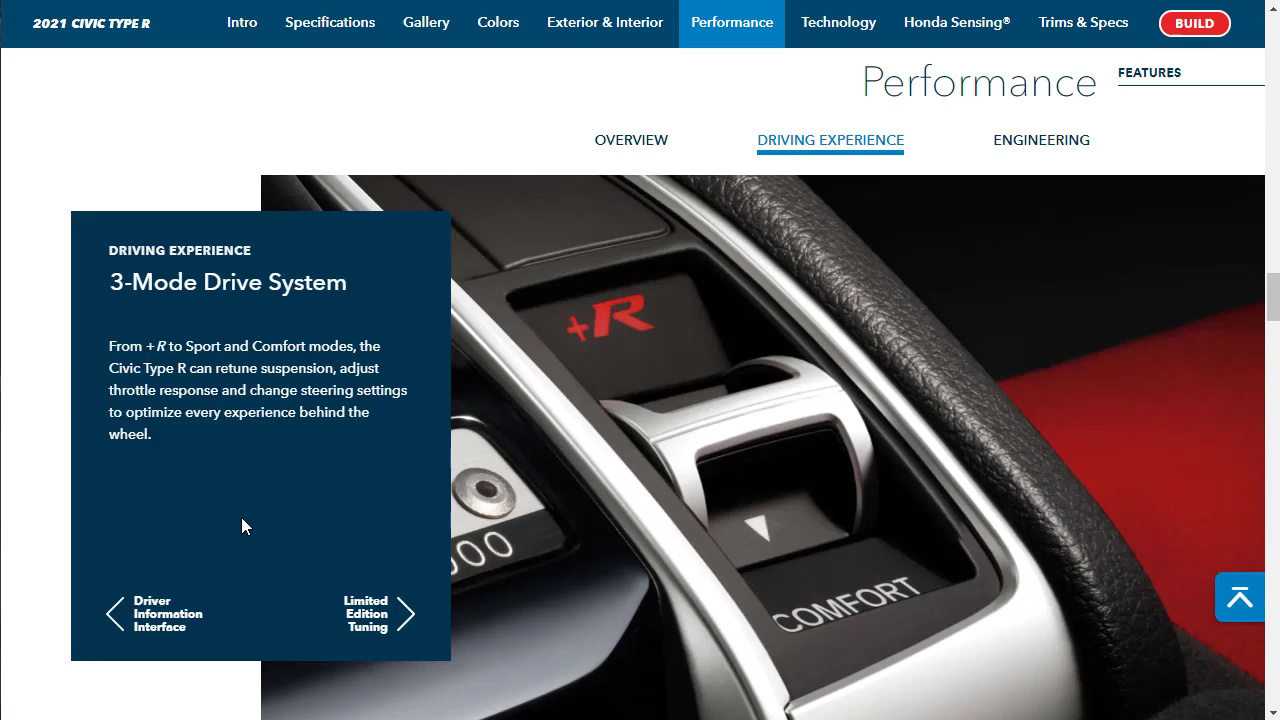 2021 CIVIC TYPE R
Intro
Specifications
Gallery
Colors
Exterior & Interior
Performance
Technology
Honda Sensing®
Trims & Specs
BUILD
Performance
FEATURES
OVERVIEW
DRIVING EXPERIENCE
ENGINEERING
DRIVING EXPERIENCE
3-Mode Drive System
From +R to Sport and Comfort modes, the
Civic Type R can retune suspension, adjust
throttle response and change steering settings
to optimize every experience behind the
wheel.
Driver
Information
Interface
Limited
Edition
Tuning
+R
COMFORT